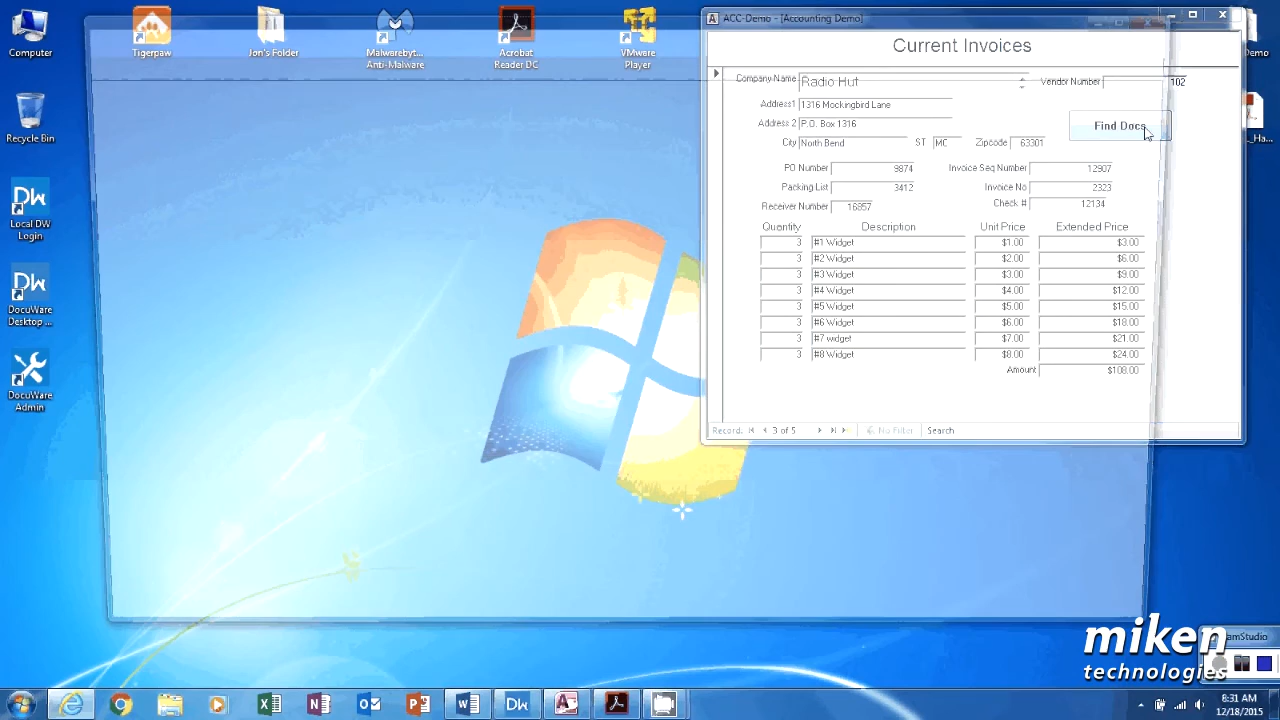 Computer
Tigerpaw
Jon's Folder
Malwarebyt...
Anti-Malware
Acrobat
Reader DC
VMware
Player
Recycle Bin
Local DW
Login
DocuWare
Desktop ...
DocuWare
Admin
ACC-Demo - [Accounting Demo]
Current Invoices
Company Name Radio Hut Vendor Number 102
Address1 1316 Mockingbird Lane
Find Docs
Address 2 P.O. Box 1316
City North Bend ST MC Zipcode 63301
PO Number 9874 Invoice Seq Number 12907
Packing List 3412 Invoice No 2323
Receiver Number 16857 Check # 12134
Quantity Description Unit Price Extended Price
3 #1 Widget $1.00 $3.00
3 #2 Widget $2.00 $6.00
3 #3 Widget $3.00 $9.00
3 #4 Widget $4.00 $12.00
3 #5 Widget $5.00 $15.00
3 #6 Widget $6.00 $18.00
3 #7 widget $7.00 $21.00
3 #8 Widget $8.00 $24.00
Amount $108.00
Record: 3 of 5 No Filter Search
Demo
_Ha...
miken
technologies
8:31 AM
12/18/2015